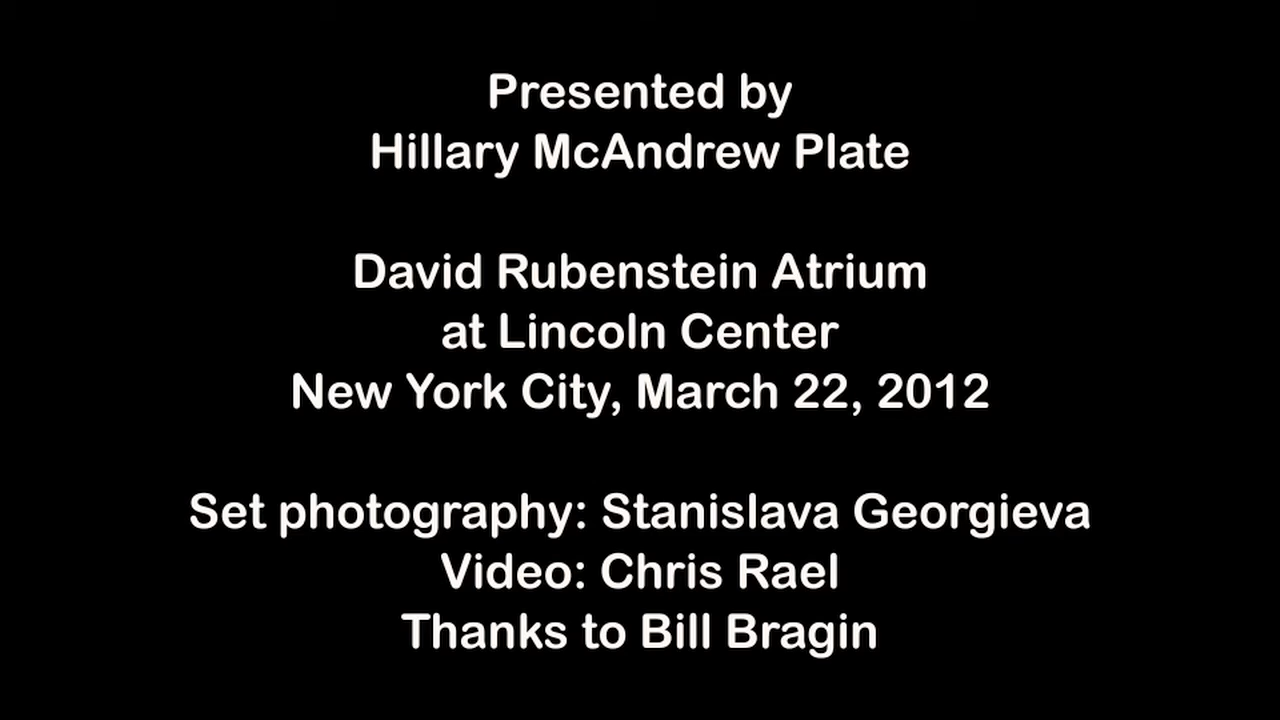 Presented by
Hillary McAndrew Plate
David Rubenstein Atrium
at Lincoln Center
New York City, March 22, 2012
Set photography: Stanislava Georgieva
Video: Chris Rael
Thanks to Bill Bragin